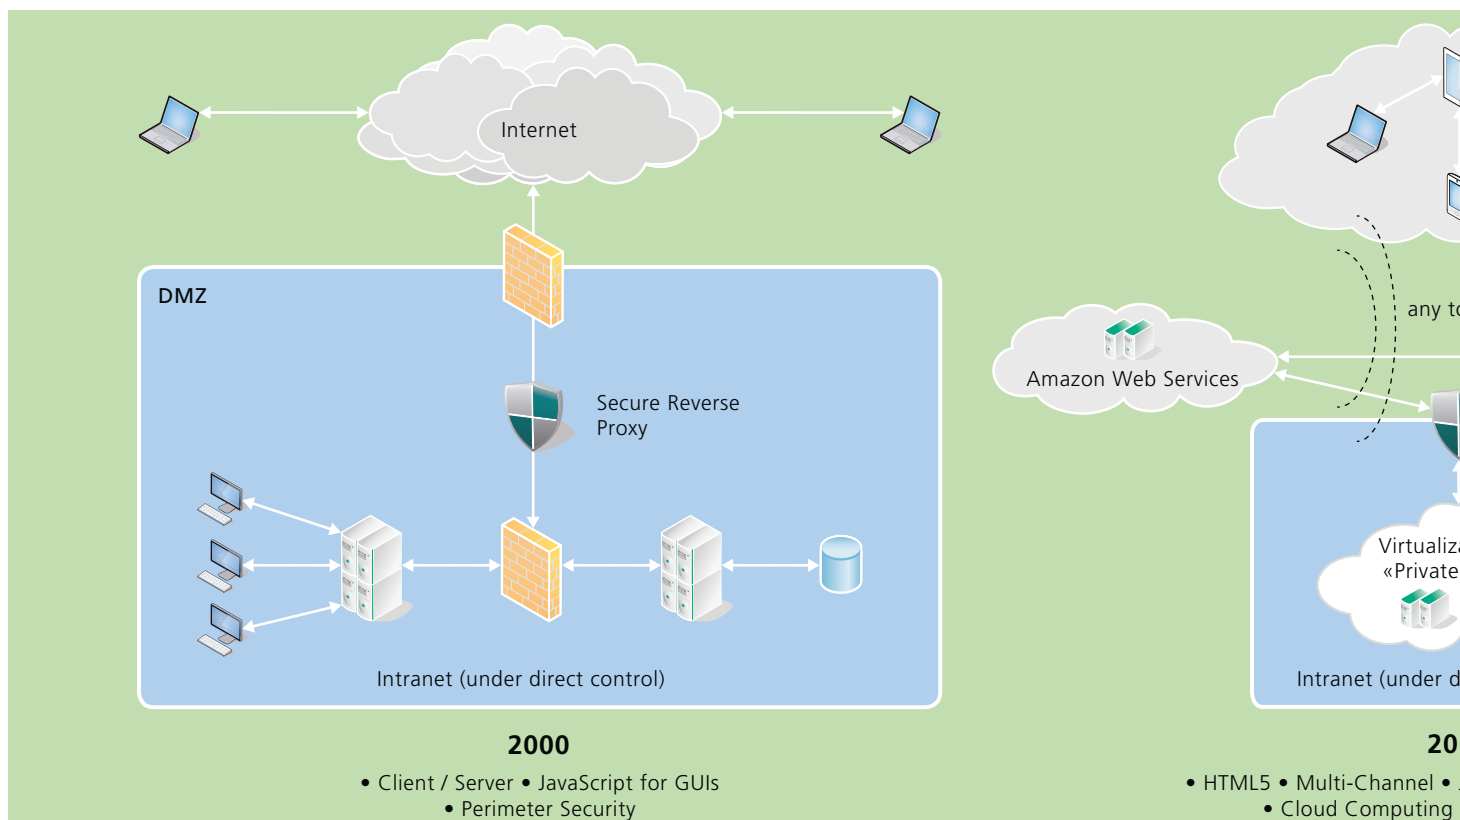 Internet
DMZ
Secure Reverse
Proxy
Intranet (under direct control)
2000
• Client / Server • JavaScript for GUIs
• Perimeter Security
any
Amazon Web Services
«Private
Intranet (under
• HTML5 • Multi-Channel •
• Cloud Computing